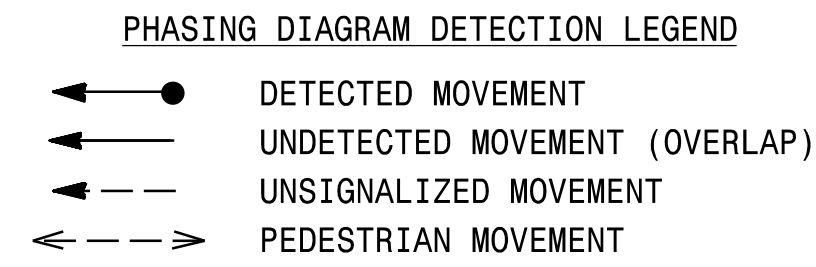 PHASING DIAGRAM DETECTION LEGEND
DETECTED MOVEMENT
UNDETECTED MOVEMENT (OVERLAP)
UNSIGNALIZED MOVEMENT
PEDESTRIAN MOVEMENT